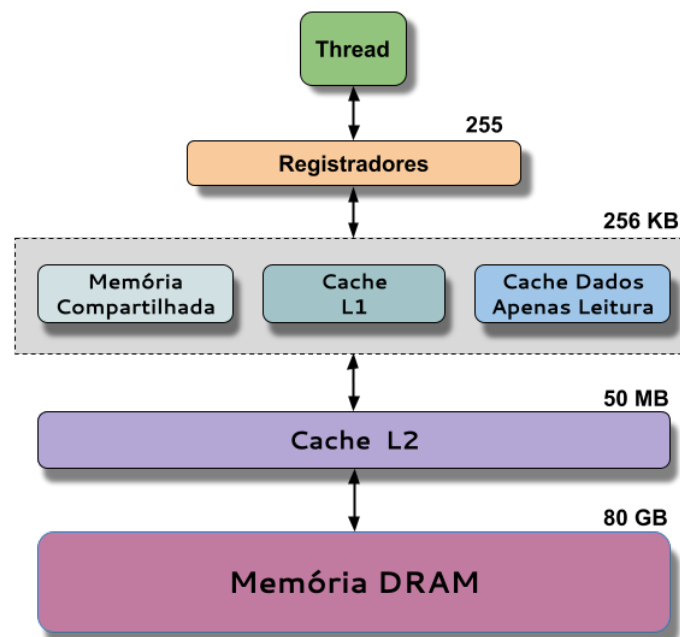 Thread
255
Registradores
256 KB
Memória
Compartilhada
Cache
L1
Cache Dados
Apenas Leitura
50 MB
Cache L2
80 GB
Memória DRAM